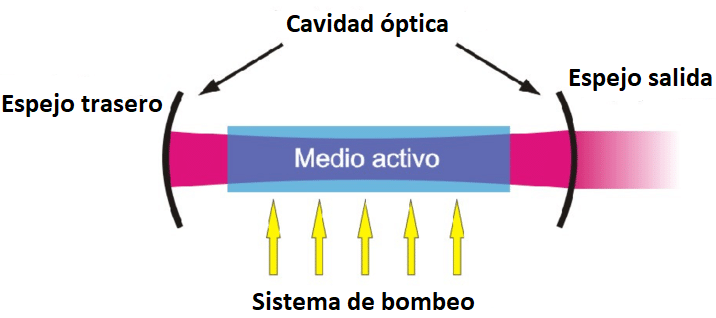 Cavidad óptica
Espejo trasero
Espejo salida
Medio activo
Sistema de bombeo